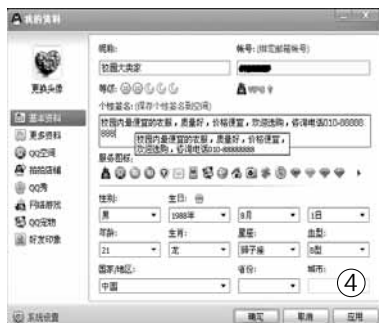 我的资料
昵称:
帐号: (绑定邮箱帐号)
校园大卖家
更换头像
等级:
个性签名: (保存个性签名到空间)
校园内最便宜的衣服,质量好,价格便宜,欢迎选购,咨询电话010-88888
888
校园内最便宜的衣服,质量好,价格便宜,
欢迎选购,咨询电话010-88888888
基本资料
更多资料
QQ空间
拍拍店铺
QQ秀
网络游戏
QQ宠物
好友印象
服务图标:
性别:
生日:
男
1988年
9月
1日
年龄:
生肖:
星座:
血型:
21
龙
狮子座
B型
国家/地区:
省份:
城市:
中国
④
系统设置
确定
取消
应用